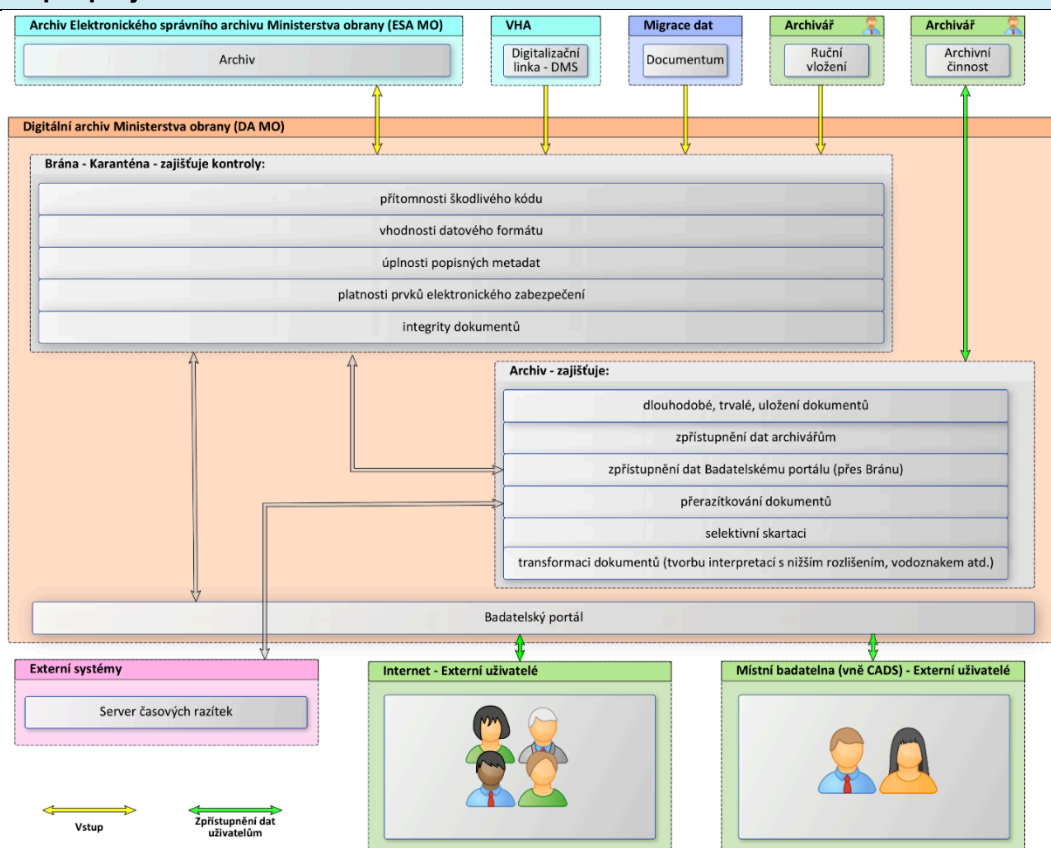 Archiv Elektronického správního archivu Ministerstva obrany (ESA MO)
Archiv
VHA
Digitalizační
linka - DMS
Migrace dat
Documentum
Archivář
Ruční
vložení
Archivář
Archivní
činnost
Digitální archiv Ministerstva obrany (DA MO)
Brána - Karanténa - zajišťuje kontroly:
přítomnosti škodlivého kódu
vhodnosti datového formátu
úplnosti popisných metadat
platnosti prvků elektronického zabezpečení
integrity dokumentů
Archiv - zajišťuje:
dlouhodobé, trvalé, uložení dokumentů
zpřístupnění dat archivářům
zpřístupnění dat Badatelskému portálu (přes Bránu)
přerazítkování dokumentů
selektivní skartaci
transformaci dokumentů (tvorbu interpretací s nižším rozlišením, vodoznakem atd.)
Badatelský portál
Externí systémy
Server časových razítek
Internet - Externí uživatelé
Místní badatelna (vně CADS) - Externí uživatelé
Vstup
Zpřístupnění dat
uživatelům